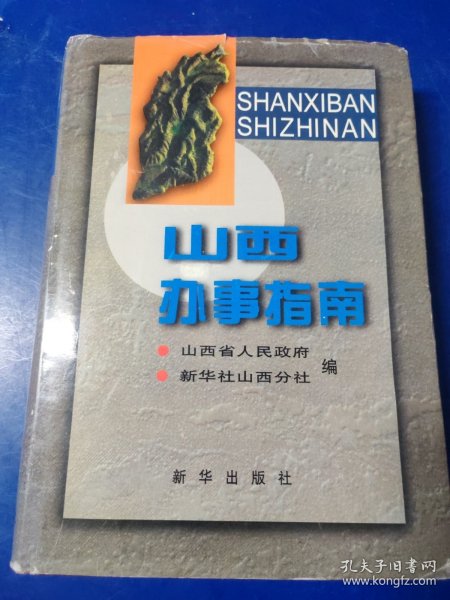 SHANXIBAN
SHIZHINAN
山西
办事指南
山西省人民政府
新华社山西分社
编
新华出版社
孔夫子旧书网
www.kongfz.com